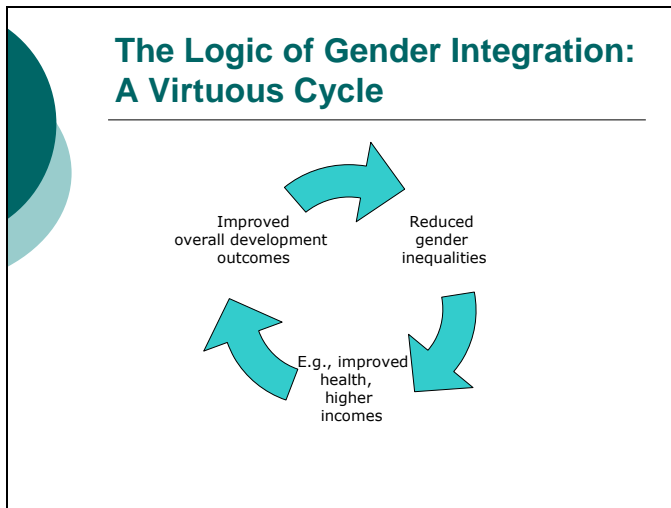 The Logic of Gender Integration:
A Virtuous Cycle
Improved
overall development
outcomes
Reduced
gender
inequalities
E.g., improved
health,
higher
incomes